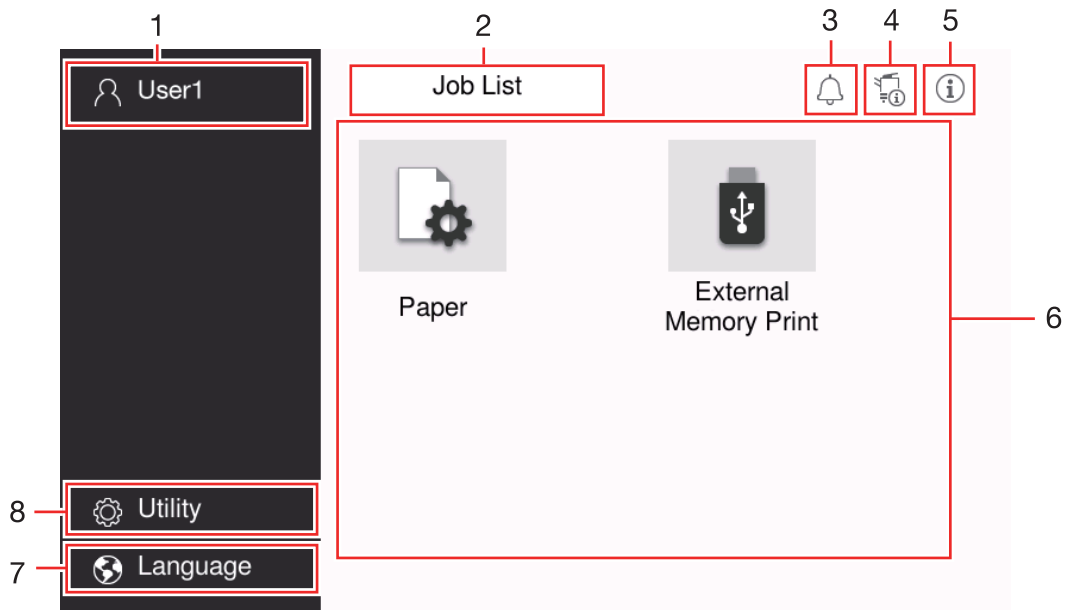 1
2
3
4
5
User1
Job List
Paper
External
Memory Print
6
8
Utility
7
Language